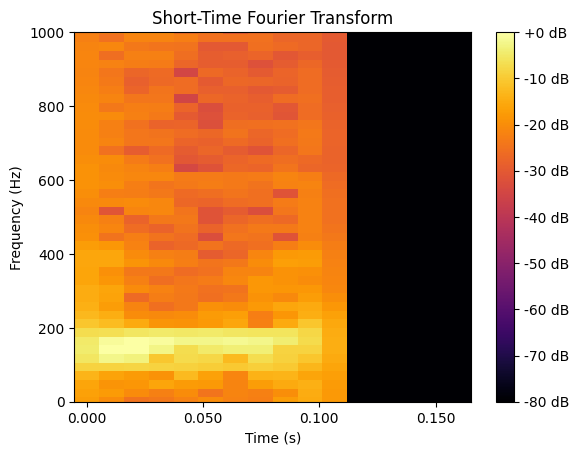 Short-Time Fourier Transform
1000
800
600
400
200
0
Frequency (Hz)
0.000
0.050
0.100
0.150
Time (s)
+0 dB
-10 dB
-20 dB
-30 dB
-40 dB
-50 dB
-60 dB
-70 dB
-80 dB